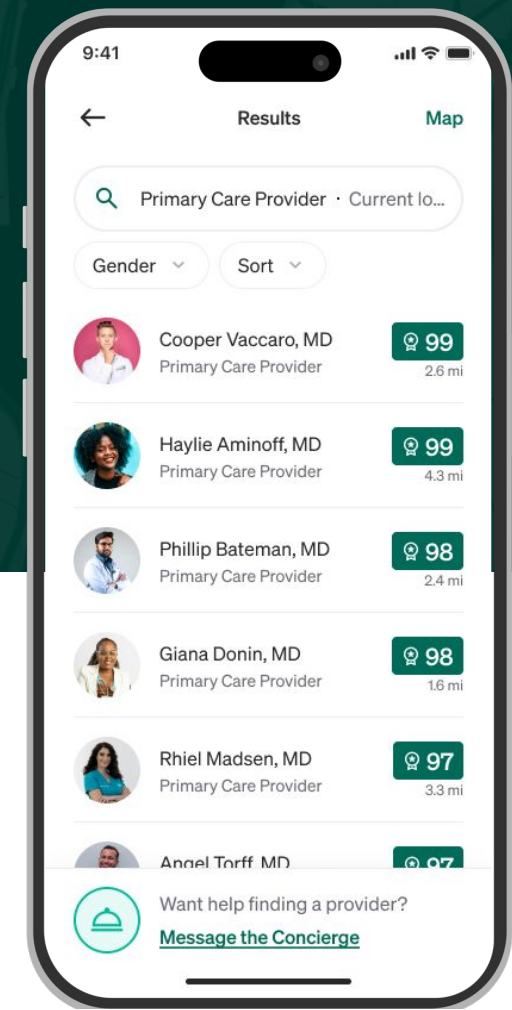 9:41
Results
Map
Primary Care Provider · Current lo...
Gender
Sort
Cooper Vaccaro, MD
99
Primary Care Provider
2.6 mi
Haylie Aminoff, MD
99
Primary Care Provider
4.3 mi
Phillip Bateman, MD
98
Primary Care Provider
2.4 mi
Giana Donin, MD
98
Primary Care Provider
1.6 mi
Rhiel Madsen, MD
97
Primary Care Provider
3.3 mi
Angel Torff, MD
97
Want help finding a provider?
Message the Concierge